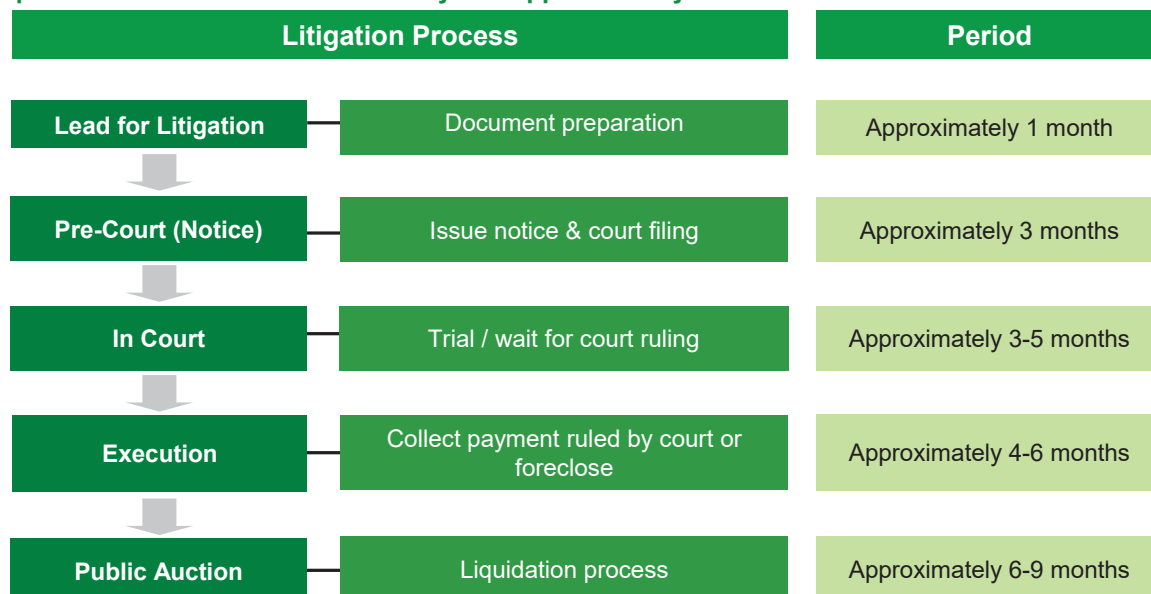 Litigation Process Period
Lead for Litigation Document preparation Approximately 1 month
Pre-Court (Notice) Issue notice & court filing Approximately 3 months
In Court Trial / wait for court ruling Approximately 3-5 months
Execution Collect payment ruled by court or
foreclose Approximately 4-6 months
Public Auction Liquidation process Approximately 6-9 months